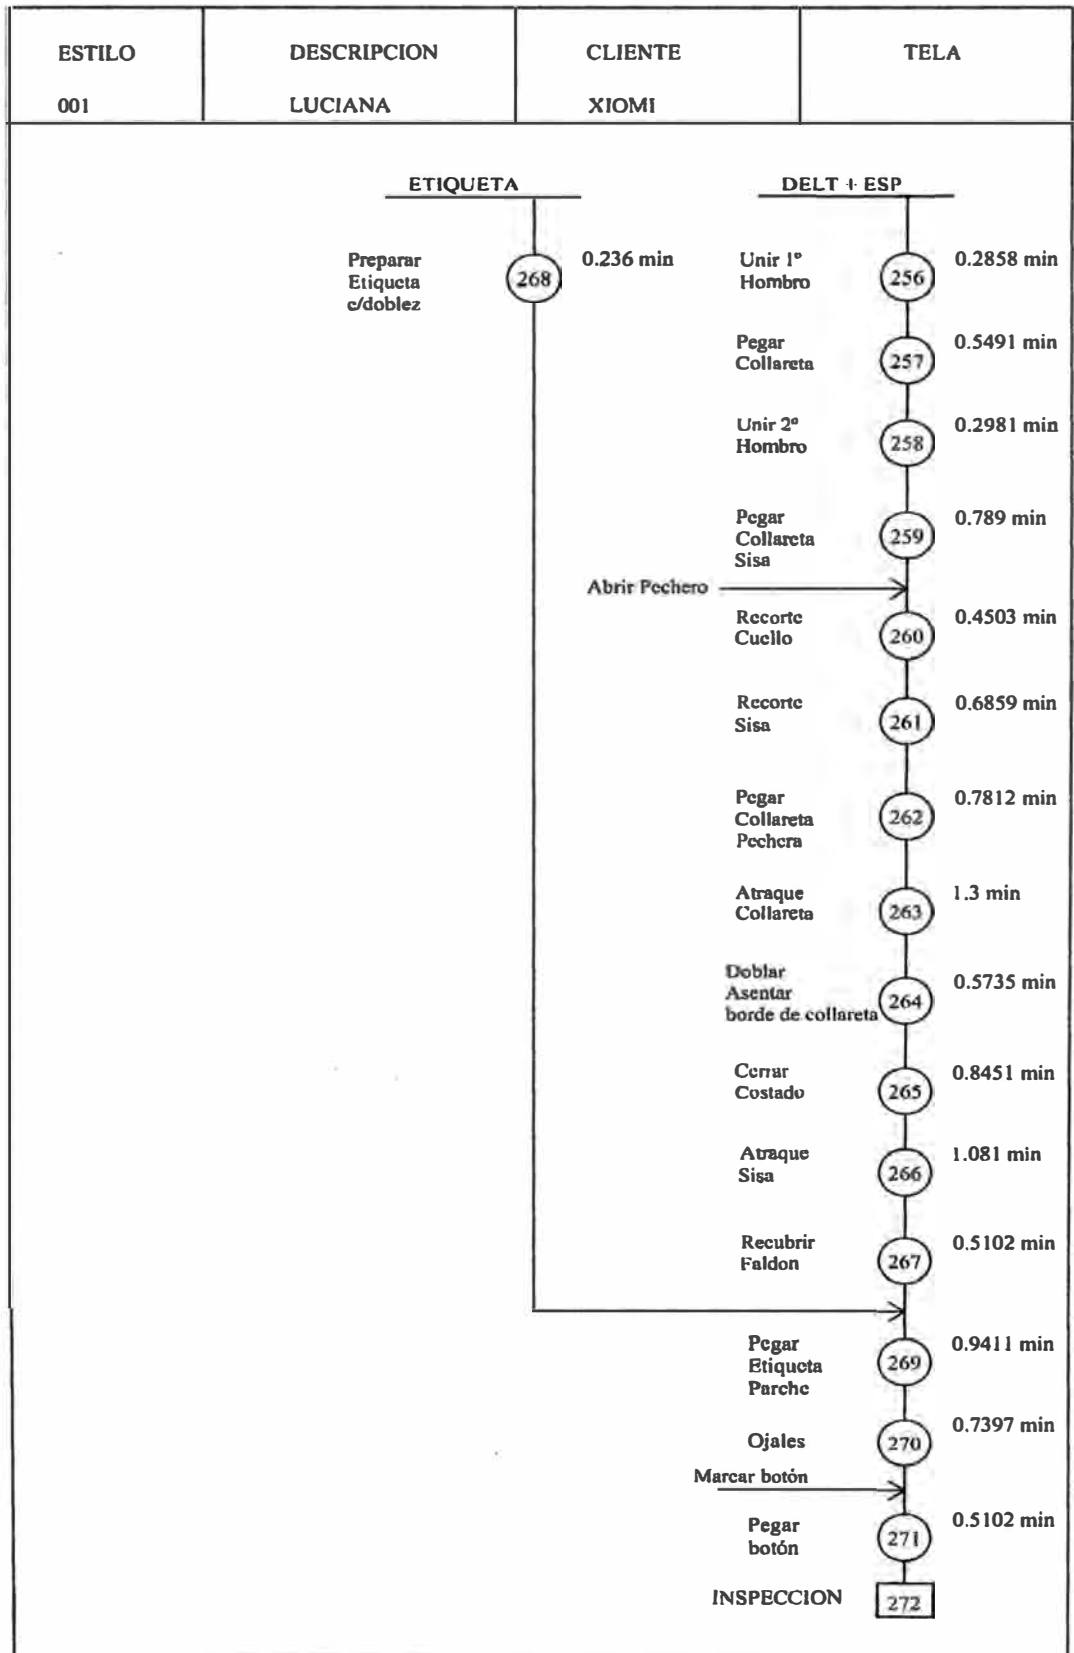 ESTILO DESCRIPCION CLIENTE TELA
001 LUCIANA XIOMI
ETIQUETA DELT + ESP
Preparar
Etiqueta
c/doblez
268
0.236 min
Unir 1º
Hombro
256
0.2858 min
Pegar
Collareta
257
0.5491 min
Unir 2º
Hombro
258
0.2981 min
Pegar
Collareta
Sisa
259
0.789 min
Abrir Pechero
Recorte
Cuello
260
0.4503 min
Recorte
Sisa
261
0.6859 min
Pegar
Collareta
Pechera
262
0.7812 min
Atraque
Collareta
263
1.3 min
Doblar
Asentar
borde de collareta
264
0.5735 min
Cerrar
Costado
265
0.8451 min
Atraque
Sisa
266
1.081 min
Recubrir
Faldon
267
0.5102 min
Pegar
Etiqueta
Parche
269
0.9411 min
Ojales
270
0.7397 min
Marcar botón
Pegar
botón
271
0.5102 min
INSPECCION
272